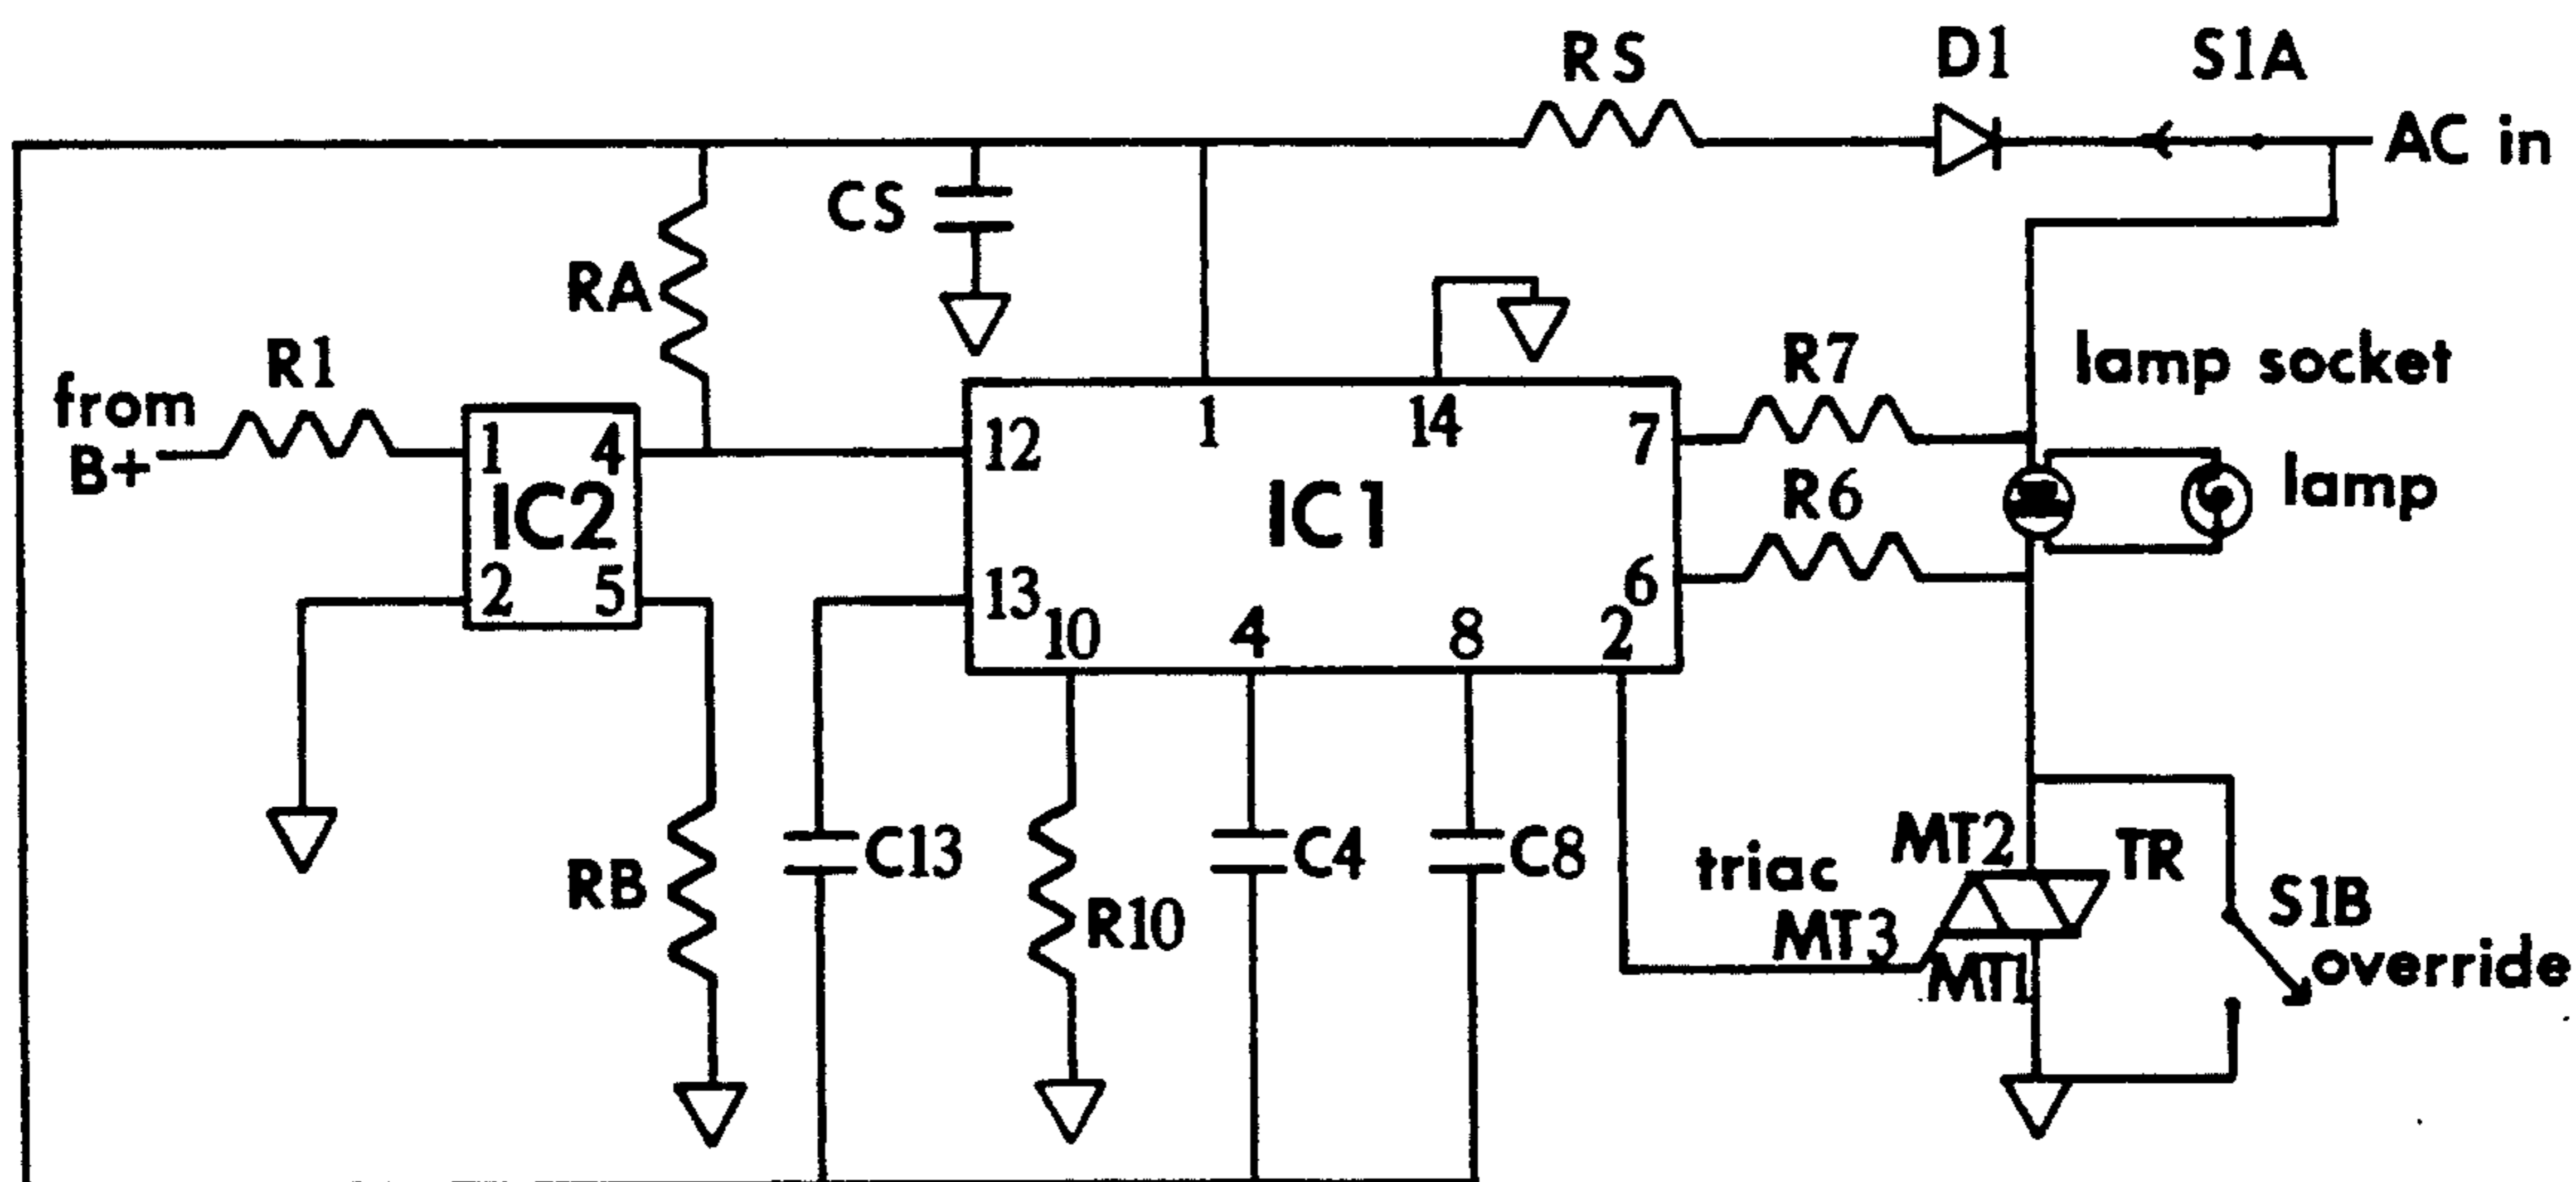 RS
D1
S1A
AC in
CS
RA
R1
from
B+
1
4
IC2
2
5
12
1
14
7
IC1
13
10
4
8
2
6
R7
R6
lamp socket
lamp
RB
C13
R10
C4
C8
triac
MT2
TR
MT3
MT1
S1B
override